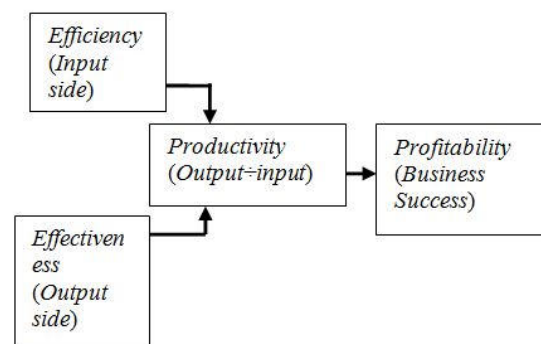 Efficiency
(Input
side)
Productivity
(Output÷input)
Profitability
(Business
Success)
Effectiven
ess
(Output
side)